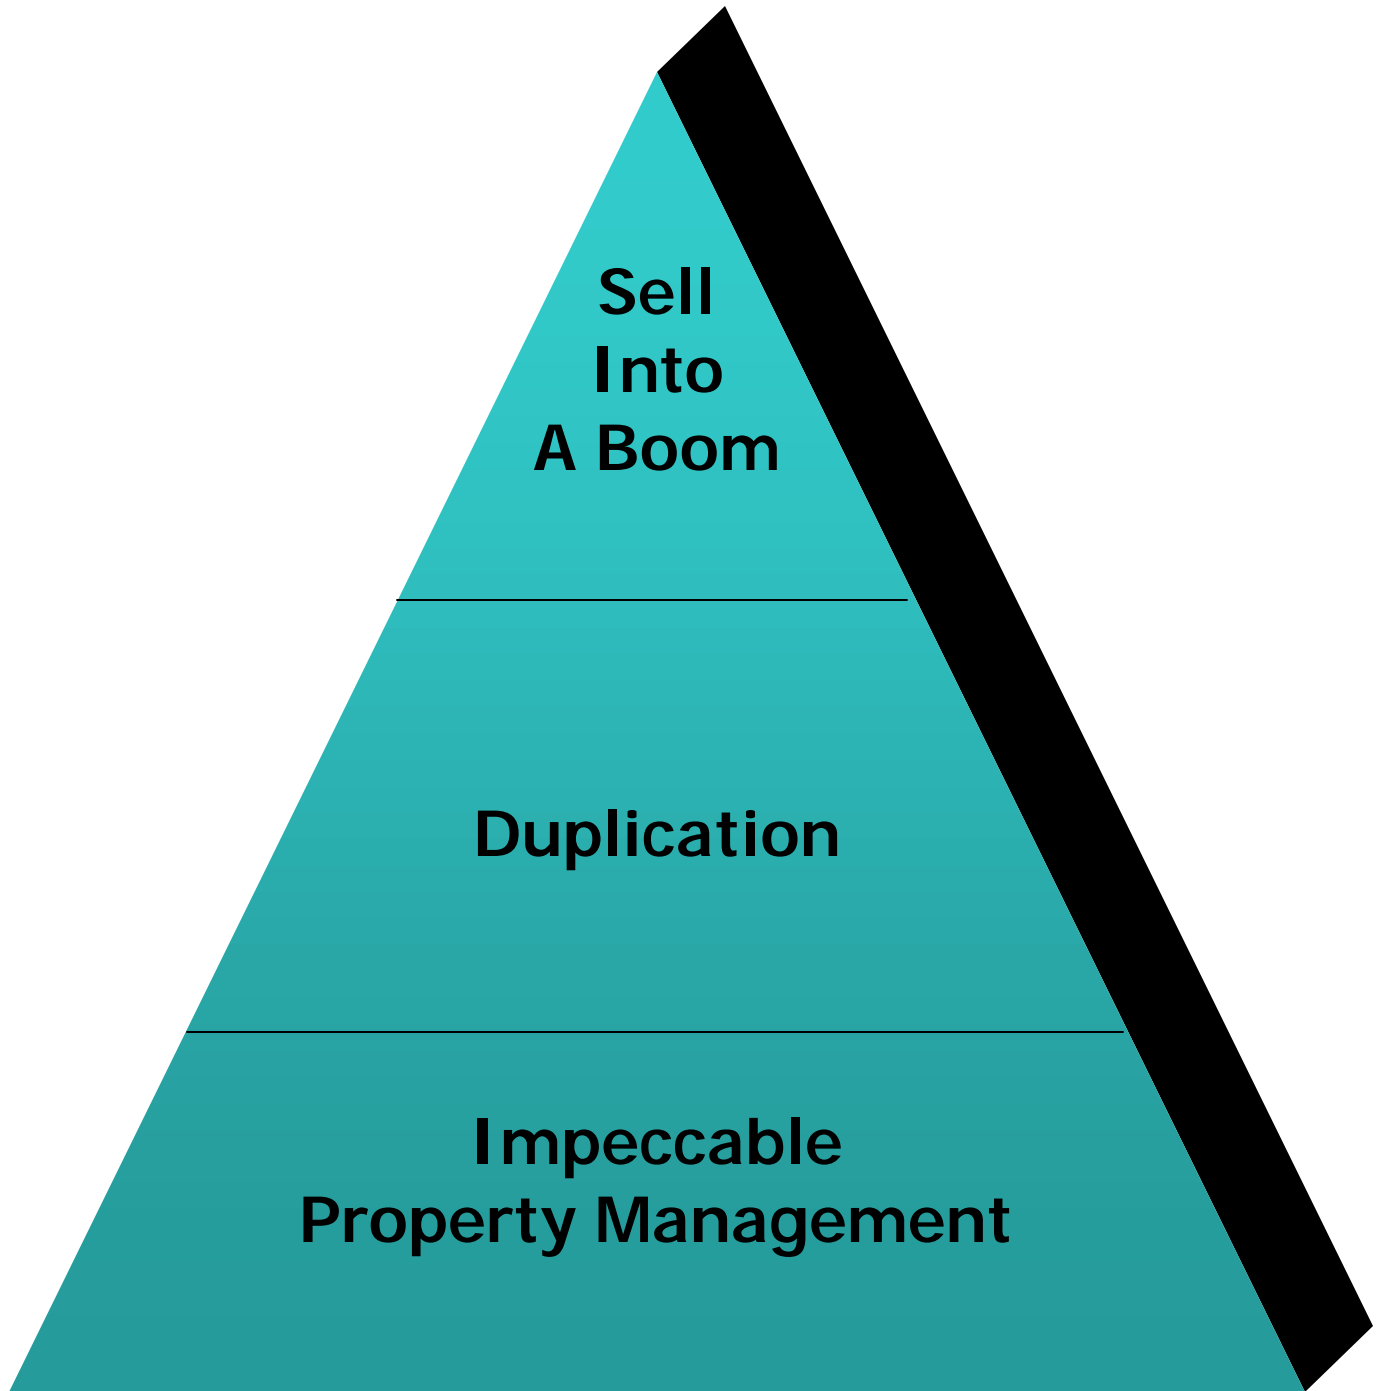 Sell
Into
A Boom
Duplication
Impeccable
Property Management